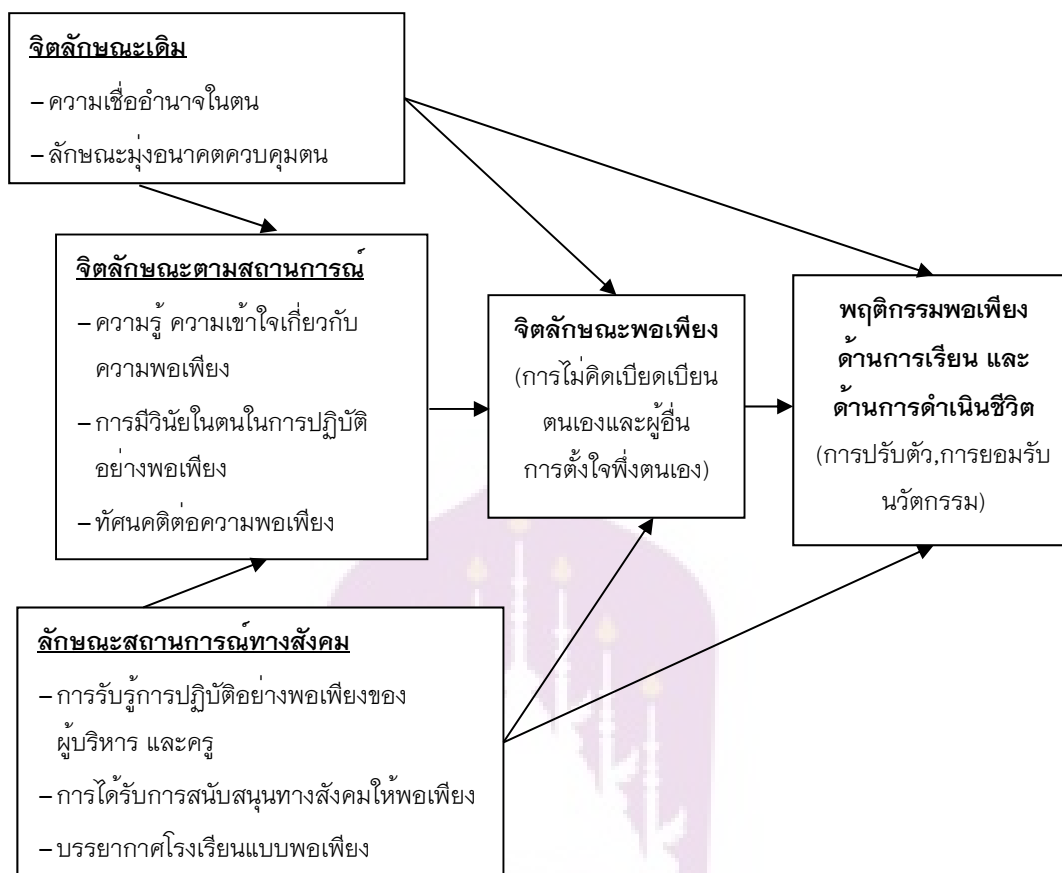 จิตลักษณะเดิม
– ความเชื่ออำนาจในตน
– ลักษณะมุ่งอนาคตควบคุมตน
จิตลักษณะตามสถานการณ์
– ความรู้ ความเข้าใจเกี่ยวกับ
ความพอเพียง
– การมีวินัยในตนในการปฏิบัติ
อย่างพอเพียง
– ทัศนคติต่อความพอเพียง
ลักษณะสถานการณ์ทางสังคม
– การรับรู้การปฏิบัติอย่างพอเพียงของ
ผู้บริหาร และครู
– การได้รับการสนับสนุนทางสังคมให้พอเพียง
– บรรยากาศโรงเรียนแบบพอเพียง
จิตลักษณะพอเพียง
(การไม่คิดเบียดเบียน
ตนเองและผู้อื่น
การตั้งใจพึ่งตนเอง)
พฤติกรรมพอเพียง
ด้านการเรียน และ
ด้านการดำเนินชีวิต
(การปรับตัว,การยอมรับ
นวัตกรรม)